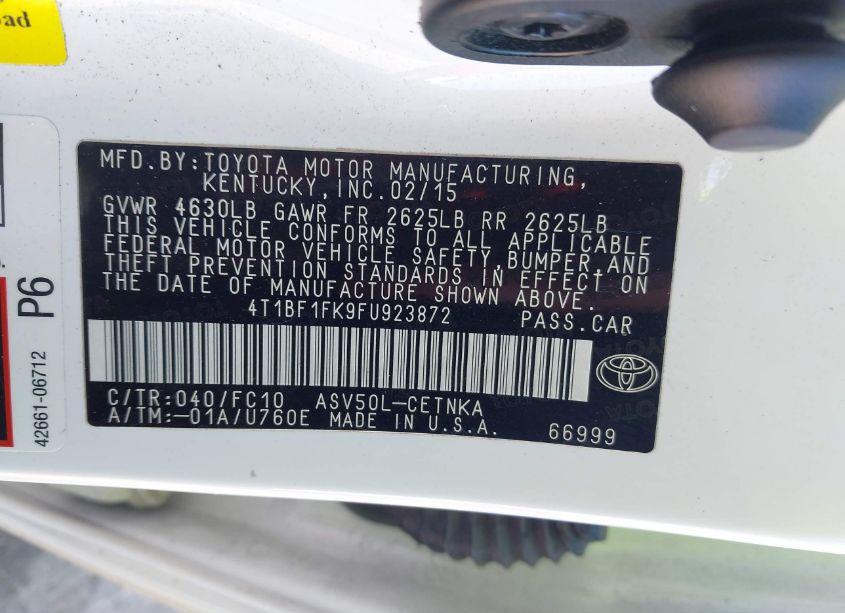 oad
MFD.BY:TOYOTA MOTOR MANUFACTURING,
KENTUCKY, INC.02/15
GVWR 4630LB GAWR FR 2625LB RR 2625LB
THIS VEHICLE CONFORMS TO ALL APPLICABLE
FEDERAL MOTOR VEHICLE SAFETY,BUMPER,AND
THEFT PREVENTION STANDARDS IN EFFECT ON
THE DATE OF MANUFACTURE SHOWN ABOVE.
4T1BF1FK9FU923872 PASS.CAR
C/TR:040/FC10 ASV50L-CETNKA
A/TM:-01A/U760E MADE IN U.S.A. 66999
P6
42661-06712